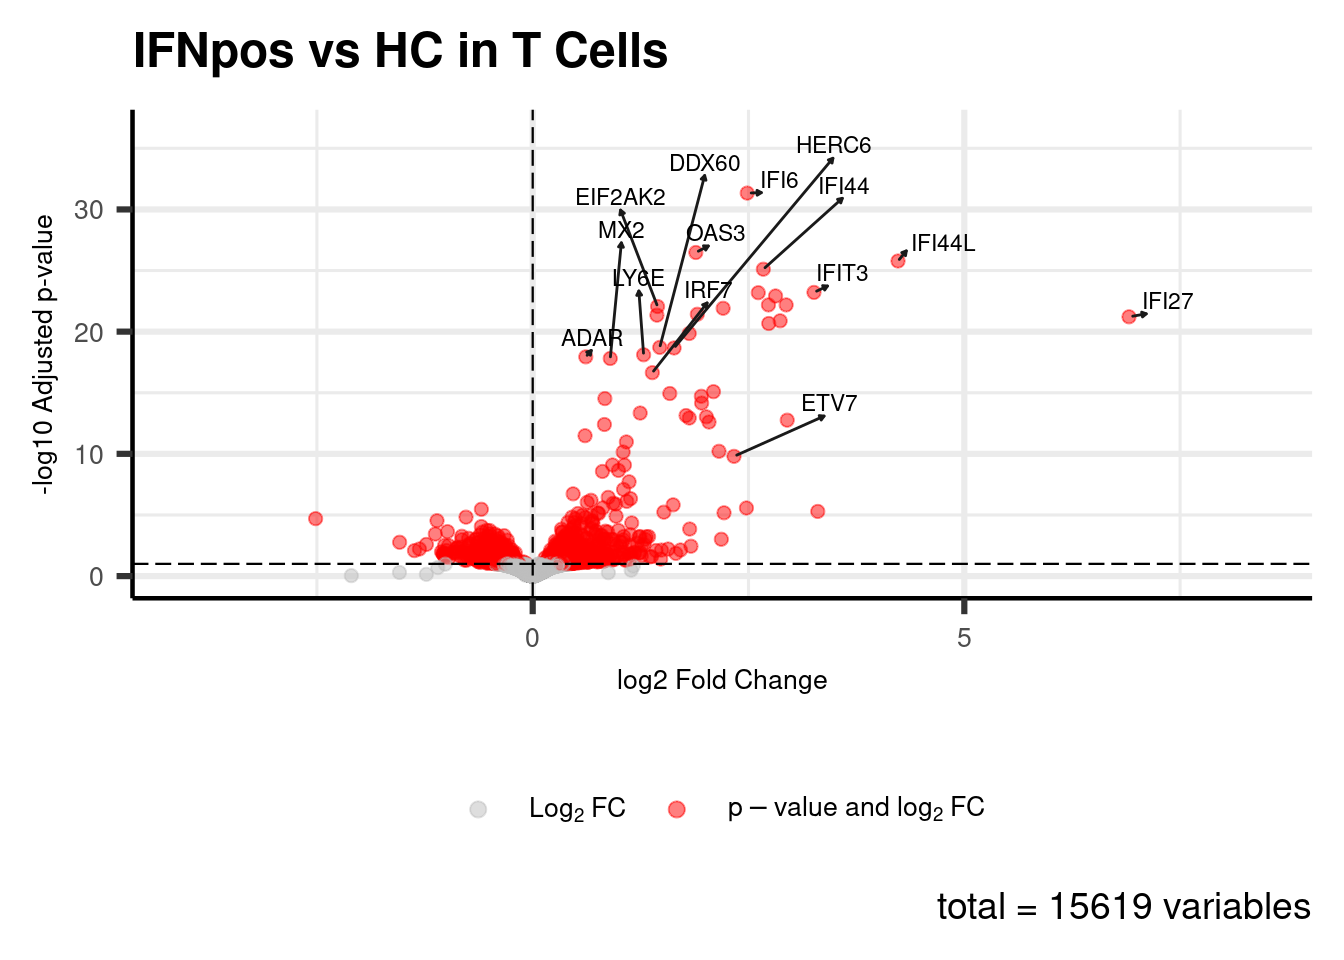 IFNpos vs HC in T Cells
-log10 Adjusted p-value
30
20
10
0
HERC6
DDX60
IFI6
IFI44
EIF2AK2
MX2
OAS3
IFI44L
LY6E
IFIT3
IRF7
IFI27
ADAR
ETV7
0
5
log2 Fold Change
Log₂ FC
p − value and log₂ FC
total = 15619 variables